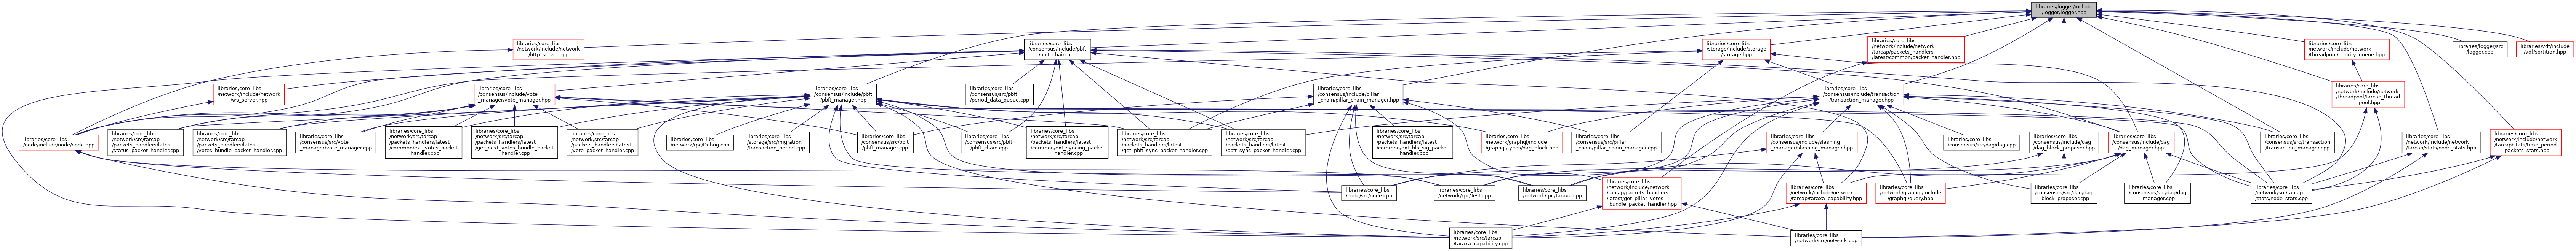 libraries/logger/include
/logger/logger.hpp
libraries/core_libs
/network/include/network
/http_server.hpp
libraries/core_libs
/consensus/include/pbft
/pbft_chain.hpp
libraries/core_libs
/storage/include/storage
/storage.hpp
libraries/core_libs
/network/include/network
/tarcap/packets_handlers
/latest/common/packet_handler.hpp
libraries/core_libs
/network/include/network
/threadpool/priority_queue.hpp
libraries/logger/src
/logger.cpp
libraries/vdf/include
/vdf/sortition.hpp
libraries/core_libs
/network/include/network
/ws_server.hpp
libraries/core_libs
/consensus/include/vote
_manager/vote_manager.hpp
libraries/core_libs
/consensus/include/pbft
/pbft_manager.hpp
libraries/core_libs
/consensus/src/pbft
/period_data_queue.cpp
libraries/core_libs
/consensus/include/pillar
_chain/pillar_chain_manager.hpp
libraries/core_libs
/consensus/include/transaction
/transaction_manager.hpp
libraries/core_libs
/network/include/network
/threadpool/tarcap_thread
_pool.hpp
libraries/core_libs
/node/include/node/node.hpp
libraries/core_libs
/network/src/tarcap
/packets_handlers/latest
/status_packet_handler.cpp
libraries/core_libs
/network/src/tarcap
/packets_handlers/latest
/votes_bundle_packet_handler.cpp
libraries/core_libs
/consensus/src/vote
_manager/vote_manager.cpp
libraries/core_libs
/network/src/tarcap
/packets_handlers/latest
/common/ext_votes_packet
_handler.cpp
libraries/core_libs
/network/src/tarcap
/packets_handlers/latest
/get_next_votes_bundle_packet
_handler.cpp
libraries/core_libs
/network/src/tarcap
/packets_handlers/latest
/vote_packet_handler.cpp
libraries/core_libs
/network/rpc/Debug.cpp
libraries/core_libs
/storage/src/migration
/transaction_period.cpp
libraries/core_libs
/consensus/src/pbft
/pbft_manager.cpp
libraries/core_libs
/consensus/src/pbft
/pbft_chain.cpp
libraries/core_libs
/network/src/tarcap
/packets_handlers/latest
/common/ext_syncing_packet
_handler.cpp
libraries/core_libs
/network/src/tarcap
/packets_handlers/latest
/get_pbft_sync_packet_handler.cpp
libraries/core_libs
/network/src/tarcap
/packets_handlers/latest
/pbft_sync_packet_handler.cpp
libraries/core_libs
/network/src/tarcap
/packets_handlers/latest
/common/ext_pillar_vote_packet
_handler.cpp
libraries/core_libs
/network/graphql/include
/graphql/types/dag_block.hpp
libraries/core_libs
/consensus/src/pillar
_chain/pillar_chain_manager.cpp
libraries/core_libs
/consensus/include/slashing
_manager/slashing_manager.hpp
libraries/core_libs
/consensus/src/dag/dag.cpp
libraries/core_libs
/consensus/include/dag
/dag_block_proposer.hpp
libraries/core_libs
/consensus/include/dag
/dag_manager.hpp
libraries/core_libs
/consensus/src/transaction
/transaction_manager.cpp
libraries/core_libs
/network/include/network
/tarcap/stats/node_stats.hpp
libraries/core_libs
/network/include/network
/tarcap/stats/time_period
_packets_stats.hpp
libraries/core_libs
/node/src/node.cpp
libraries/core_libs
/network/rpc/Test.cpp
libraries/core_libs
/network/rpc/Taraxa.cpp
libraries/core_libs
/network/include/network
/tarcap/packets_handlers
/latest/get_pillar_votes
_bundle_packet_handler.hpp
libraries/core_libs
/network/include/network
/tarcap/taraxa_capability.hpp
libraries/core_libs
/network/graphql/include
/graphql/query.hpp
libraries/core_libs
/consensus/src/dag/dag
_block_proposer.cpp
libraries/core_libs
/consensus/src/dag/dag
_manager.cpp
libraries/core_libs
/network/src/tarcap
/stats/node_stats.cpp
libraries/core_libs
/network/src/tarcap
/taraxa_capability.cpp
libraries/core_libs
/network/src/network.cpp